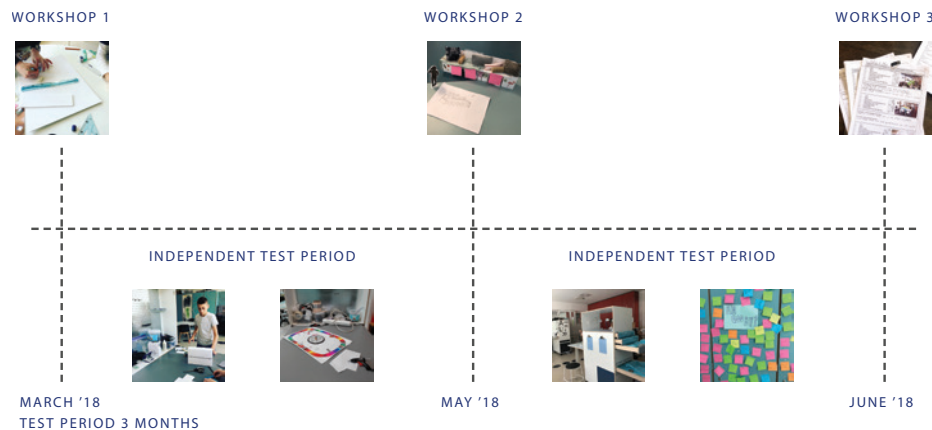 WORKSHOP 1
WORKSHOP 2
WORKSHOP 3
INDEPENDENT TEST PERIOD
INDEPENDENT TEST PERIOD
MARCH ’18
TEST PERIOD 3 MONTHS
MAY ’18
JUNE ’18